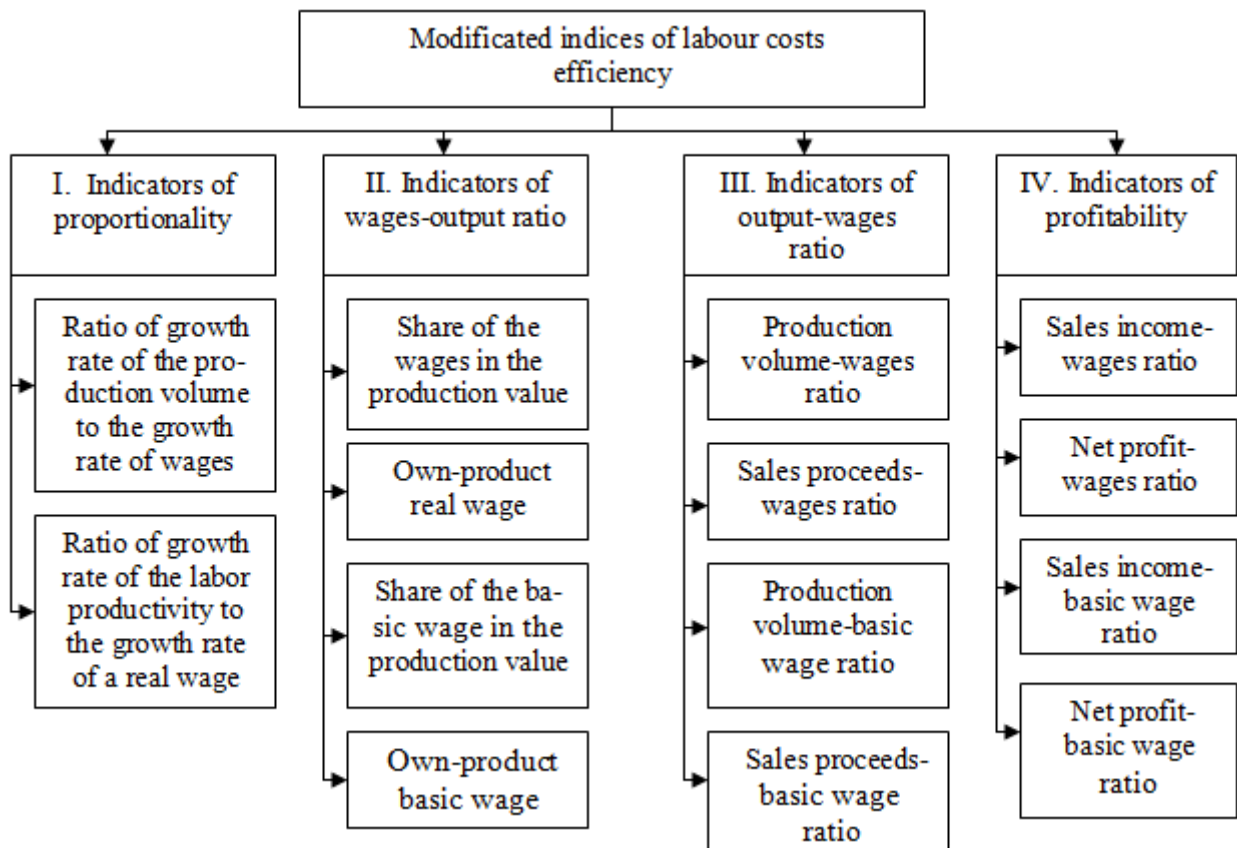 Modificated indices of labour costs
efficiency
I. Indicators of
proportionality
II. Indicators of
wages-output ratio
III. Indicators of
output-wages
ratio
IV. Indicators of
profitability
Ratio of growth
rate of the pro-
duction volume
to the growth
rate of wages
Ratio of growth
rate of the labor
productivity to
the growth rate
of a real wage
Share of the
wages in the
production value
Own-product
real wage
Share of the ba-
sic wage in the
production value
Own-product
basic wage
Production
volume-wages
ratio
Sales proceeds-
wages ratio
Production
volume-basic
wage ratio
Sales proceeds-
basic wage
ratio
Sales income-
wages ratio
Net profit-
wages ratio
Sales income-
basic wage
ratio
Net profit-
basic wage
ratio